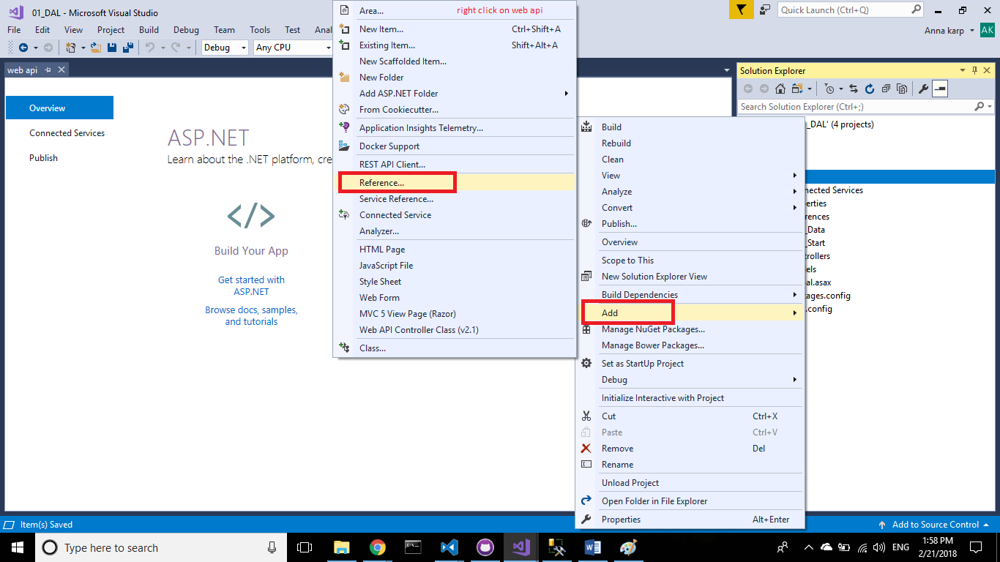 01_DAL - Microsoft Visual Studio
Quick Launch (Ctrl+Q)
File Edit View Project Build Debug Team Tools Test
Anna karp AK
Debug Any CPU
web api
Overview
Connected Services
Publish
ASP.NET
Learn about the .NET platform,
</> 
Build Your App
Get started with
ASP.NET
Browse docs, samples,
and tutorials
Area... right click on web api
New Item... Ctrl+Shift+A
Existing Item... Shift+Alt+A
New Scaffolded Item...
New Folder
Add ASP.NET Folder
From Cookiecutter...
Application Insights Telemetry...
Docker Support
REST API Client...
Reference...
Service Reference...
Connected Service
Analyzer...
HTML Page
JavaScript File
Style Sheet
Web Form
MVC 5 View Page (Razor)
Web API Controller Class (v2.1)
Class...
Build
Rebuild
Clean
View
Analyze
Convert
Publish...
Overview
Scope to This
New Solution Explorer View
Build Dependencies
Add
Manage NuGet Packages...
Manage Bower Packages...
Set as StartUp Project
Debug
Initialize Interactive with Project
Cut Ctrl+X
Paste Ctrl+V
Remove Del
Rename
Unload Project
Open Folder in File Explorer
Properties Alt+Enter
Solution Explorer
Search Solution Explorer (Ctrl+;)
_DAL' (4 projects)
Services
_Data
_Start
.asax
.config
.config
Item(s) Saved
Add to Source Control
Type here to search
ENG
1:58 PM
2/21/2018